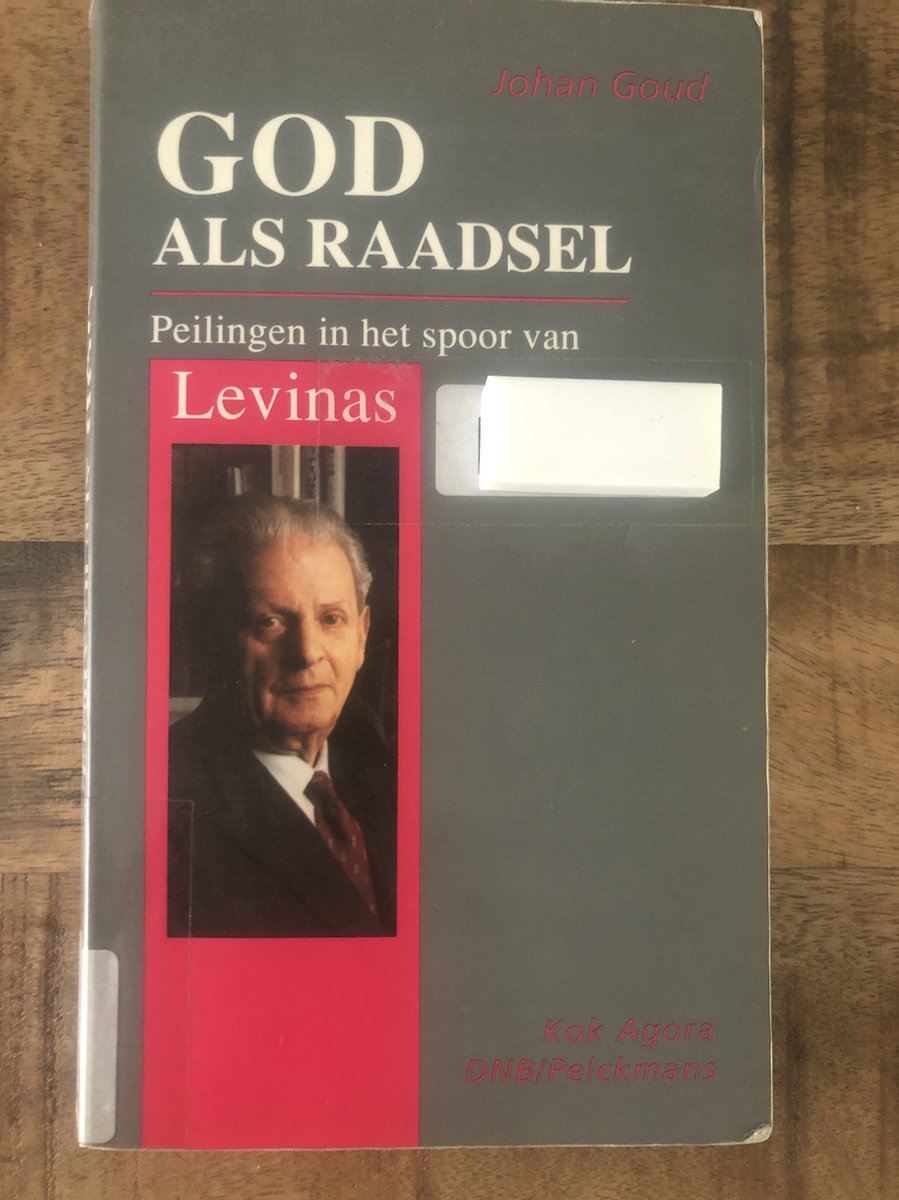 Johan Goud
GOD
ALS RAADSEL
Peilingen in het spoor van
Levinas
Kok Agora
DNB/Pelckmans